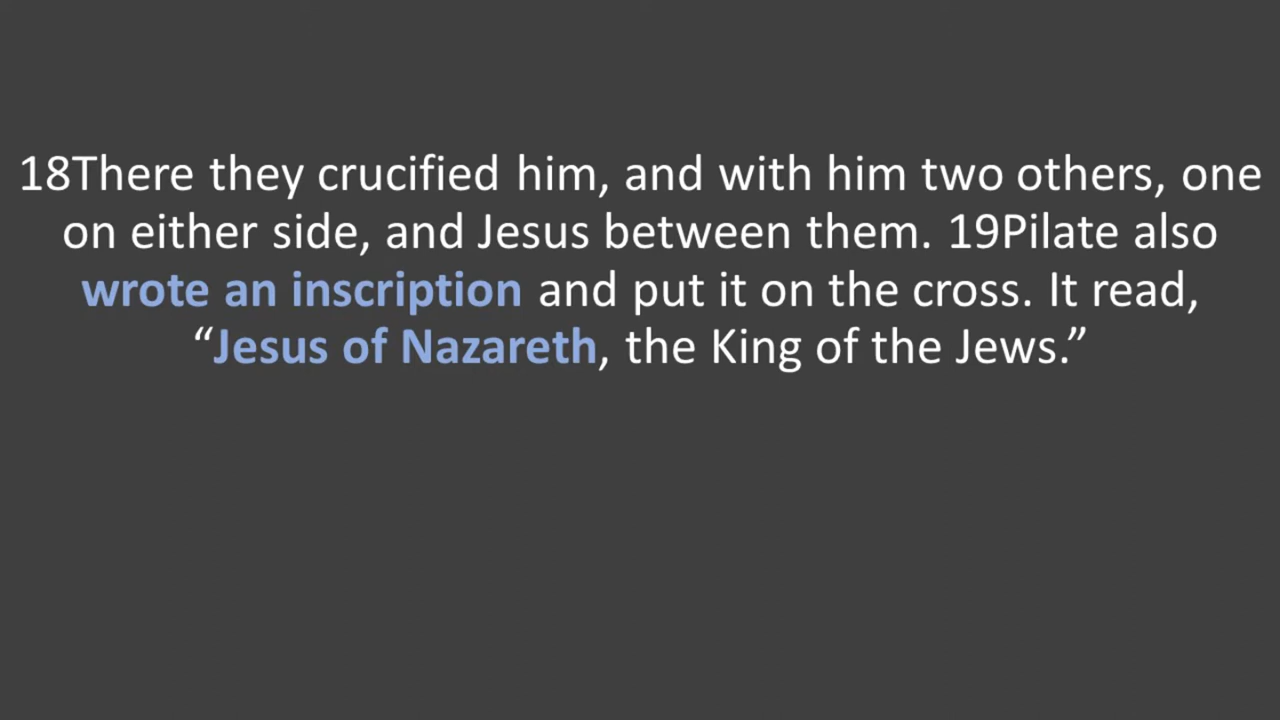 18There they crucified him, and with him two others, one
on either side, and Jesus between them. 19Pilate also
wrote an inscription and put it on the cross. It read,
“Jesus of Nazareth, the King of the Jews.”